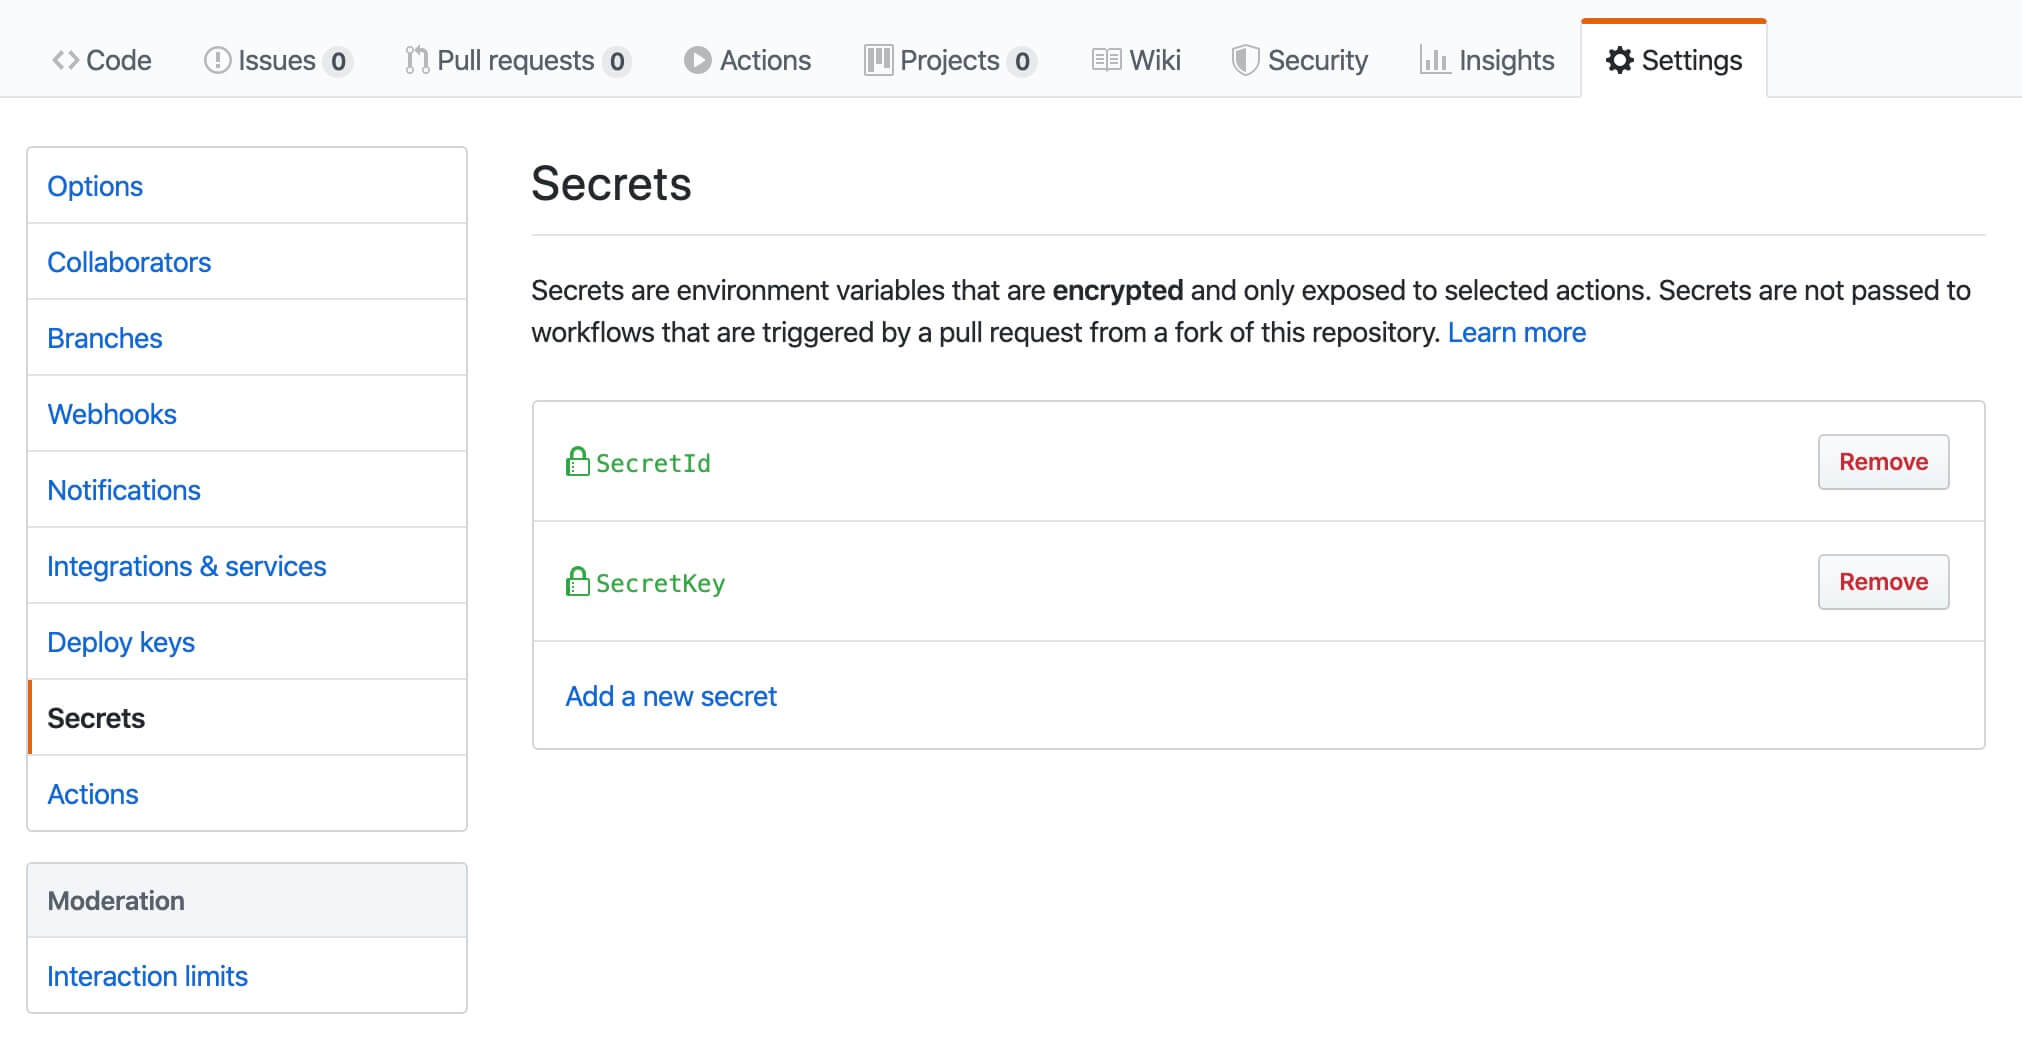 Code Issues 0 Pull requests 0 Actions Projects 0 Wiki Security Insights Settings
Options
Collaborators
Branches
Webhooks
Notifications
Integrations & services
Deploy keys
Secrets
Actions
Moderation
Interaction limits
Secrets
Secrets are environment variables that are encrypted and only exposed to selected actions. Secrets are not passed to
workflows that are triggered by a pull request from a fork of this repository. Learn more
SecretId Remove
SecretKey Remove
Add a new secret